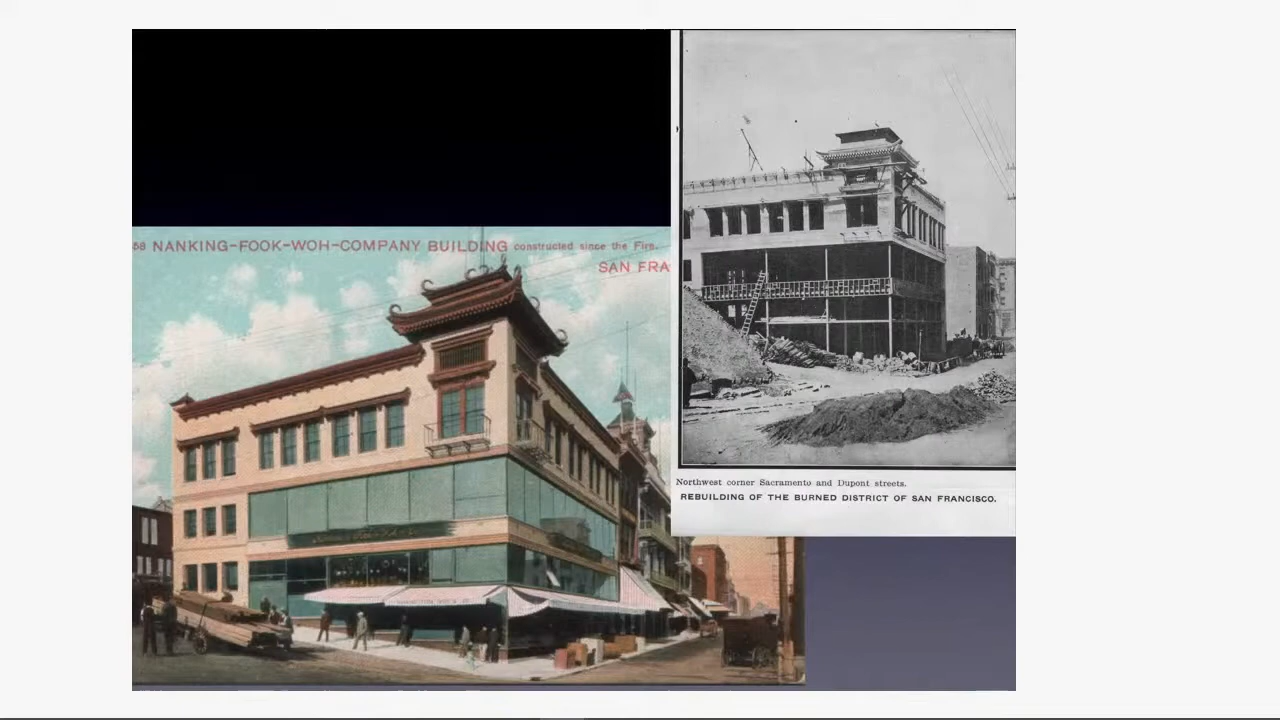 58 NANKING-FOOK-WOH-COMPANY BUILDING constructed since the Fire.
SAN FRA
Northwest corner Sacramento and Dupont streets.
REBUILDING OF THE BURNED DISTRICT OF SAN FRANCISCO.